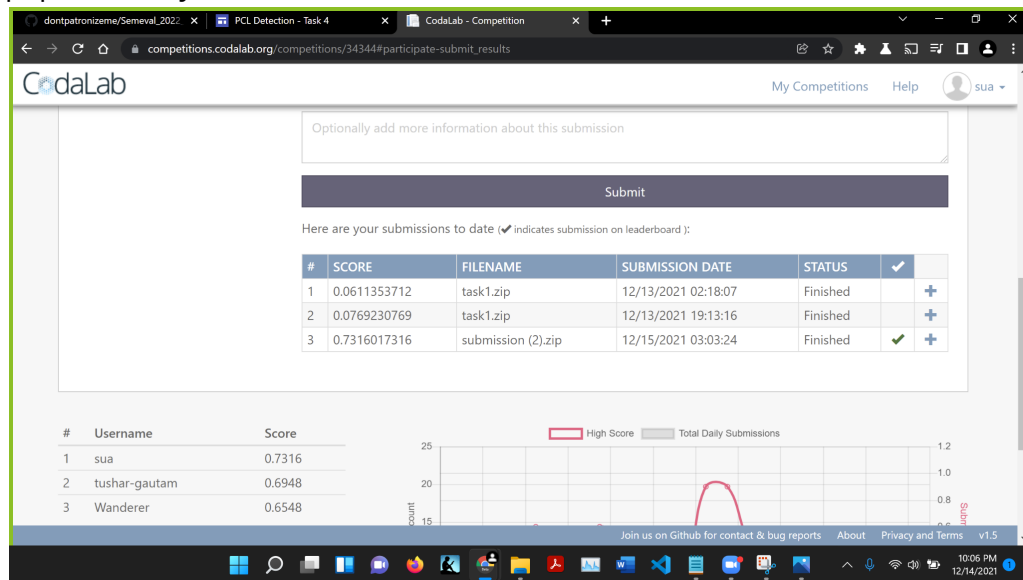 dontpatronizeme/Semeval_2022_
PCL Detection - Task 4
CodaLab - Competition
competitions.codalab.org/competitions/34344#participate-submit_results
CodaLab
My Competitions
Help
sua
Optionally add more information about this submission
Submit
Here are your submissions to date (✔ indicates submission on leaderboard ):
# SCORE FILENAME SUBMISSION DATE STATUS ✔
1 0.0611353712 task1.zip 12/13/2021 02:18:07 Finished +
2 0.0769230769 task1.zip 12/13/2021 19:13:16 Finished +
3 0.7316017316 submission (2).zip 12/15/2021 03:03:24 Finished ✔ +
# Username Score
1 sua 0.7316
2 tushar-gautam 0.6948
3 Wanderer 0.6548
High Score Total Daily Submissions
25 1.2
20 1.0
0.8
15
Join us on Github for contact & bug reports About Privacy and Terms v1.5
10:06 PM
12/14/2021
1